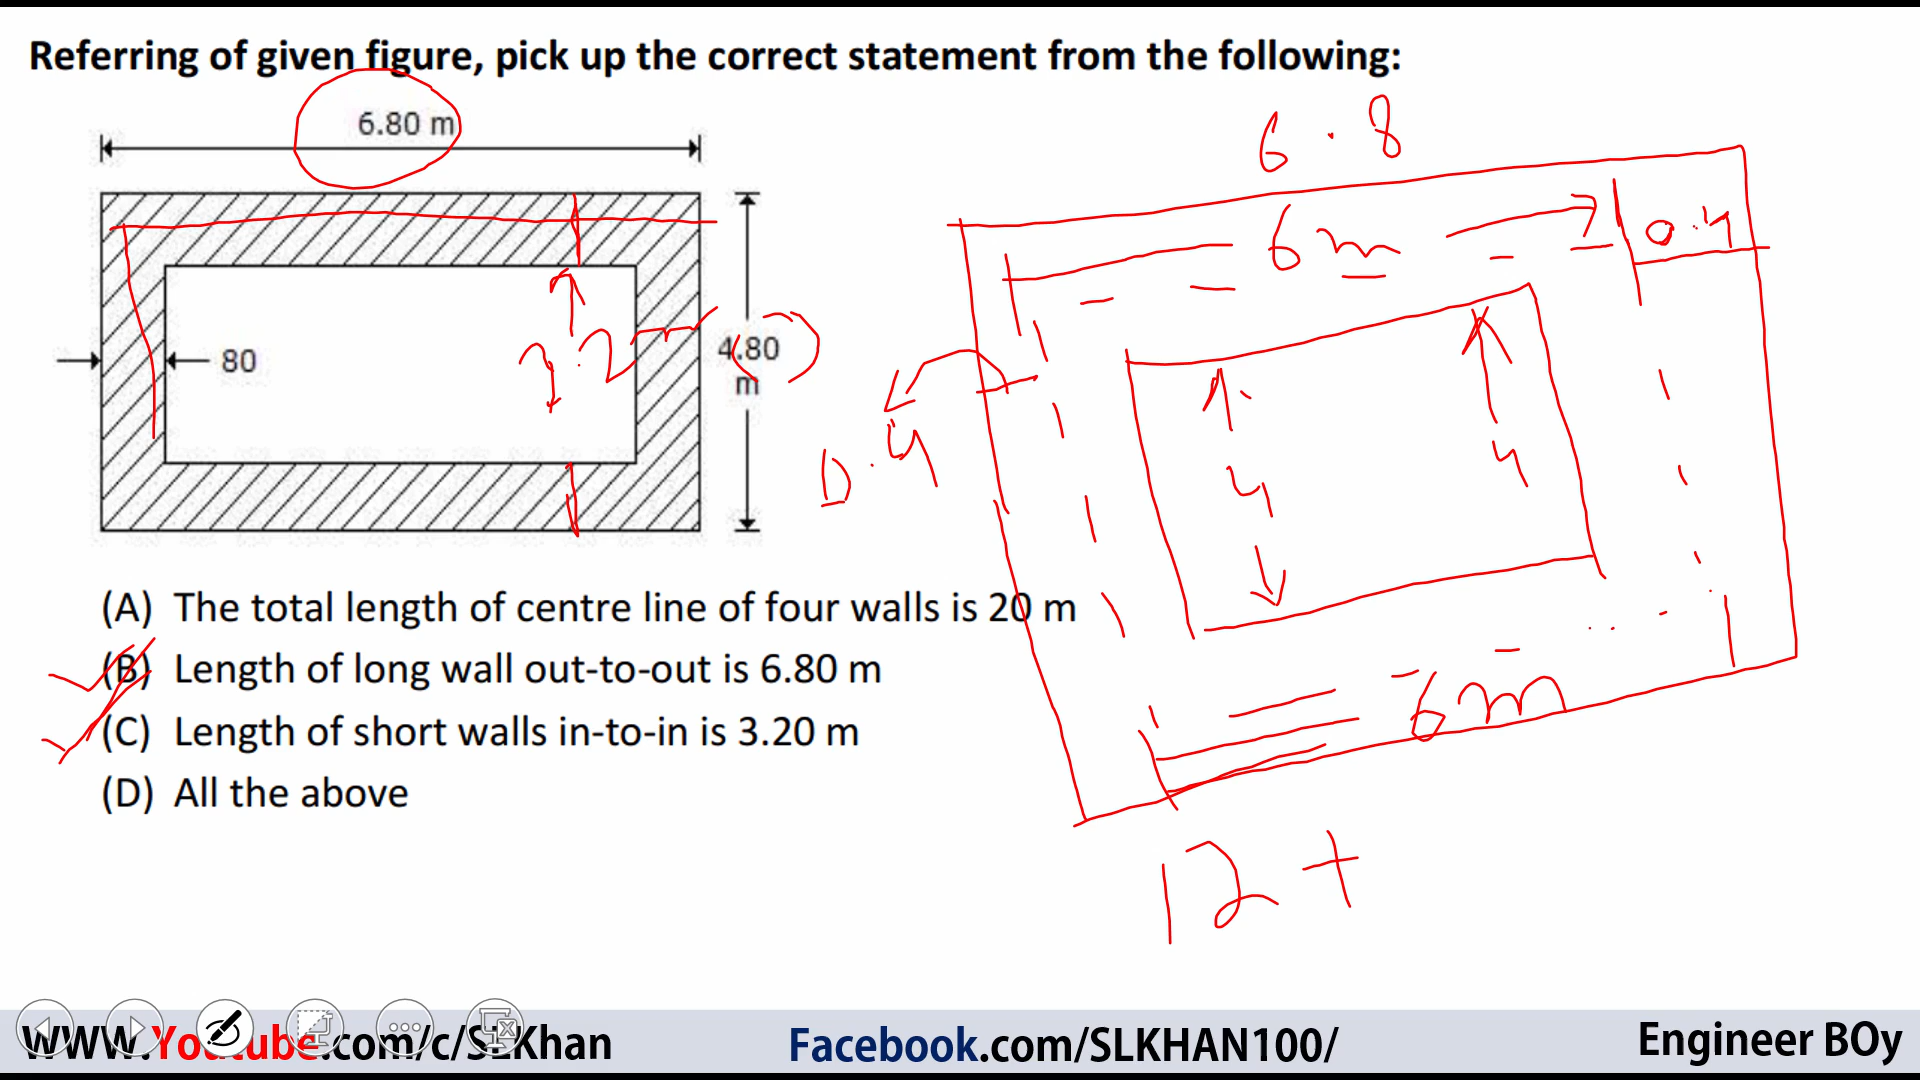 Referring of given figure, pick up the correct statement from the following:
6.80 m
6.8
6m
0.4
80
3.2m
4.80
m
0.4
4
4
(A) The total length of centre line of four walls is 20 m
(B) Length of long wall out-to-out is 6.80 m
(C) Length of short walls in-to-in is 3.20 m
(D) All the above
6m
12+
WWW.Youtube.com/c/SLKhan
Facebook.com/SLKHAN100/
Engineer BOy